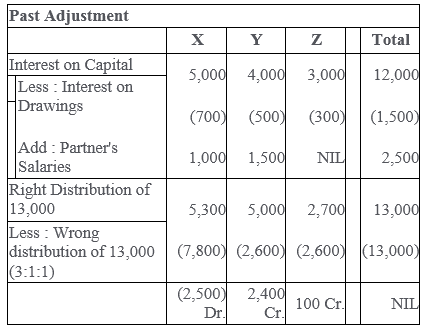 Past Adjustment
X Y Z Total
Interest on Capital 5,000 4,000 3,000 12,000
Less : Interest on
Drawings (700) (500) (300) (1,500)
Add : Partner's
Salaries 1,000 1,500 NIL 2,500
Right Distribution of
13,000 5,300 5,000 2,700 13,000
Less : Wrong
distribution of 13,000 (7,800) (2,600) (2,600) (13,000)
(3:1:1)
(2,500) 2,400 100 Cr. NIL
Dr. Cr.